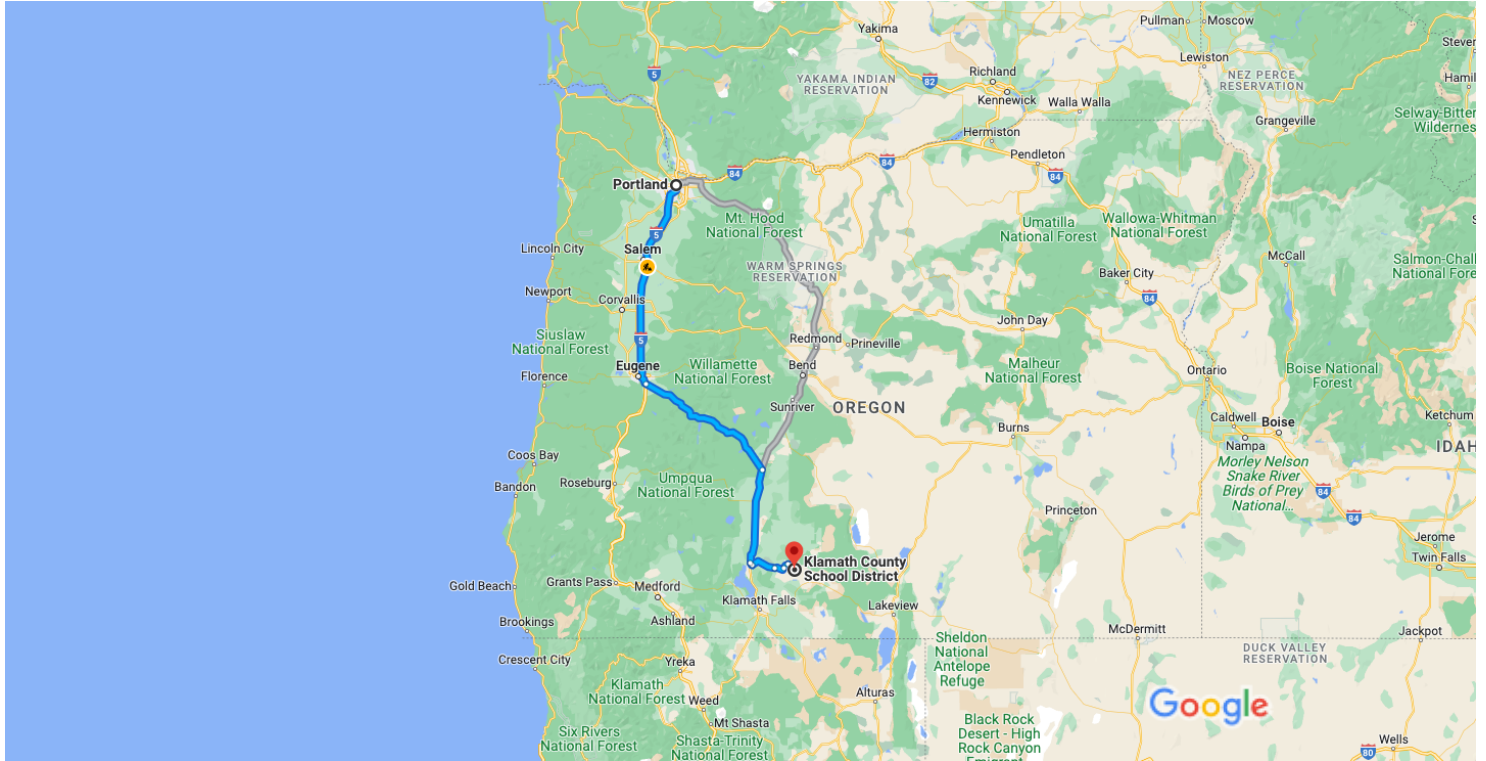 Pullman
Moscow
Yakima
Steve
Lewiston
5
YAKAMA INDIAN
RESERVATION
Richland
82
NEZ PERCE
RESERVATION
Hamil
Kennewick
Walla Walla
Selway-Bitter
Wildernes
Grangeville
Hermiston
84
Pendleton
84
84
Portland
Mt. Hood
National Forest
Umatilla
National Forest
Wallowa-Whitman
National Forest
5
Lincoln City
Salem
McCall
Salmon-Chall
National Fore
WARM SPRINGS
RESERVATION
Baker City
Newport
Corvallis
84
John Day
Siuslaw
National Forest
5
Redmond
Prineville
Eugene
Willamette
National Forest
Bend
Malheur
National Forest
Ontario
Boise National
Forest
Florence
Sunriver
OREGON
Caldwell
Boise
Ketchum
Burns
Nampa
IDAH
Coos Bay
Morley Nelson
Snake River
Birds of Prey
National...
Roseburg
Umpqua
National Forest
Bandon
84
84
Princeton
Jerome
Twin Falls
Klamath County
School District
Gold Beach
Grants Pass
Medford
Klamath Falls
Lakeview
Brookings
Ashland
McDermitt
Jackpot
Sheldon
National
Antelope
Refuge
DUCK VALLEY
RESERVATION
Crescent City
Yreka
Klamath
National Forest
Weed
Alturas
Google
Mt Shasta
Six Rivers
National Forest
Shasta-Trinity
National Forest
Black Rock
Desert - High
Rock Canyon
Emigrant
Wells
80